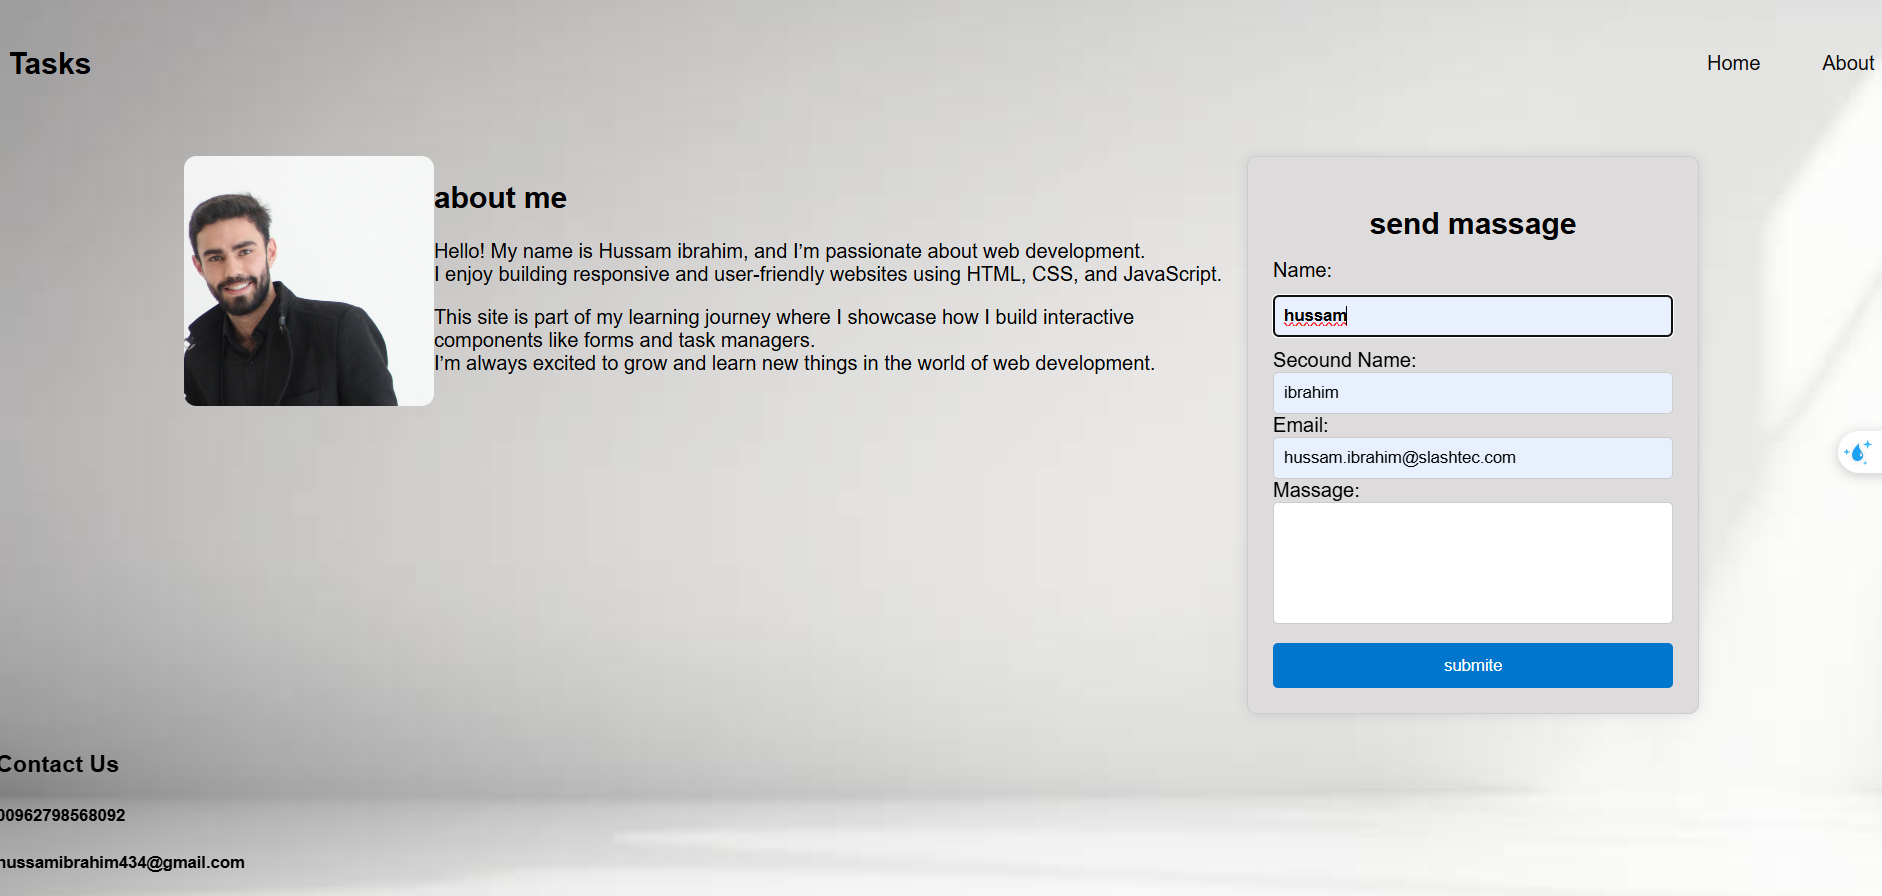 Tasks
Home
About
about me
Hello! My name is Hussam ibrahim, and I’m passionate about web development.
I enjoy building responsive and user-friendly websites using HTML, CSS, and JavaScript.
This site is part of my learning journey where I showcase how I build interactive
components like forms and task managers.
I’m always excited to grow and learn new things in the world of web development.
send massage
Name:
hussam
Secound Name:
ibrahim
Email:
hussam.ibrahim@slashtec.com
Massage:
submite
Contact Us
00962798568092
hussamibrahim434@gmail.com